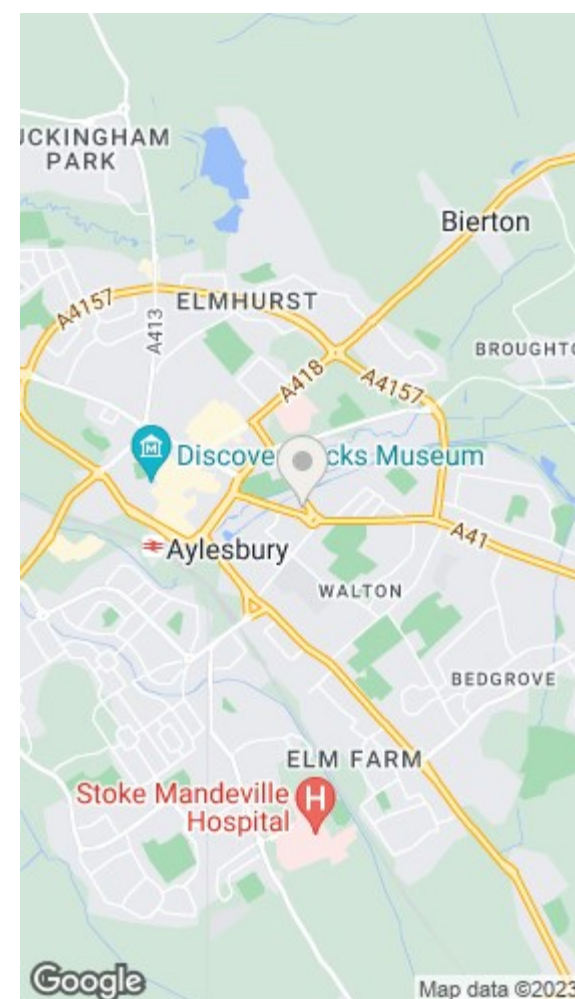 UCKINGHAM
PARK
Bierton
A4157
ELMHURST
A413
BROUGHTO
A418
A4157
Discove cks Museum
A41
Aylesbury
WALTON
BEDGROVE
ELM FARM
Stoke Mandeville
Hospital
H
Google
Map data ©2023